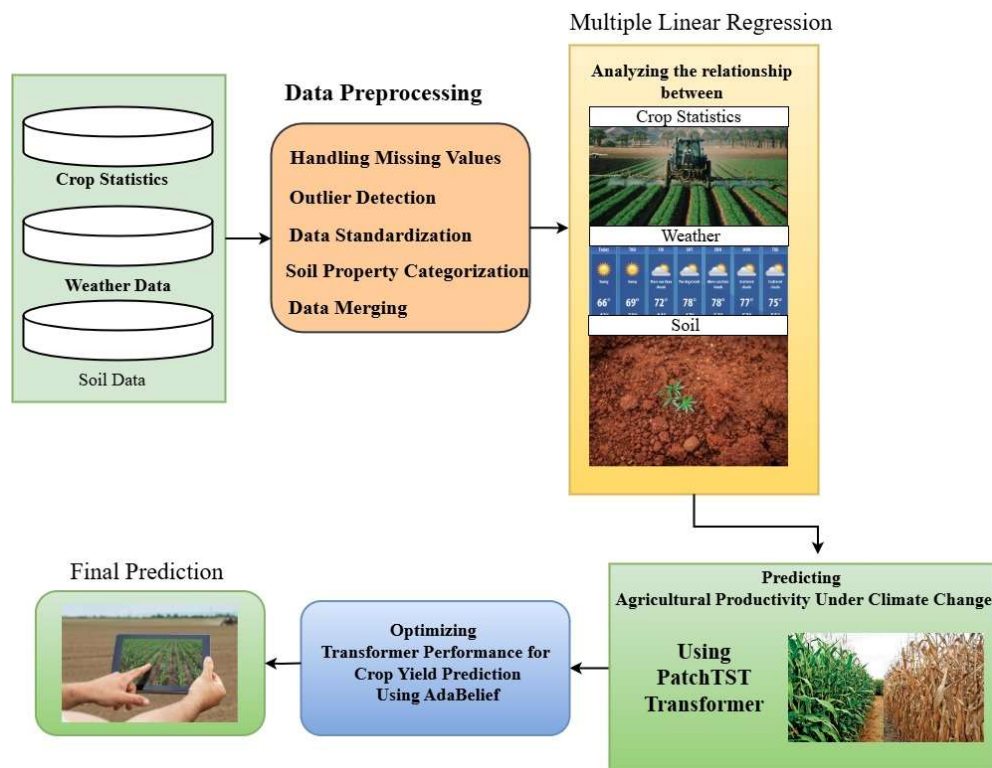 Crop Statistics
Weather Data
Soil Data
Data Preprocessing
Handling Missing Values
Outlier Detection
Data Standardization
Soil Property Categorization
Data Merging
Multiple Linear Regression
Analyzing the relationship
between
Crop Statistics
Weather
66° 69° 72° 78° 78° 77° 75°
Soil
Predicting
Agricultural Productivity Under Climate Change
Using
PatchTST
Transformer
Optimizing
Transformer Performance for
Crop Yield Prediction
Using AdaBelief
Final Prediction